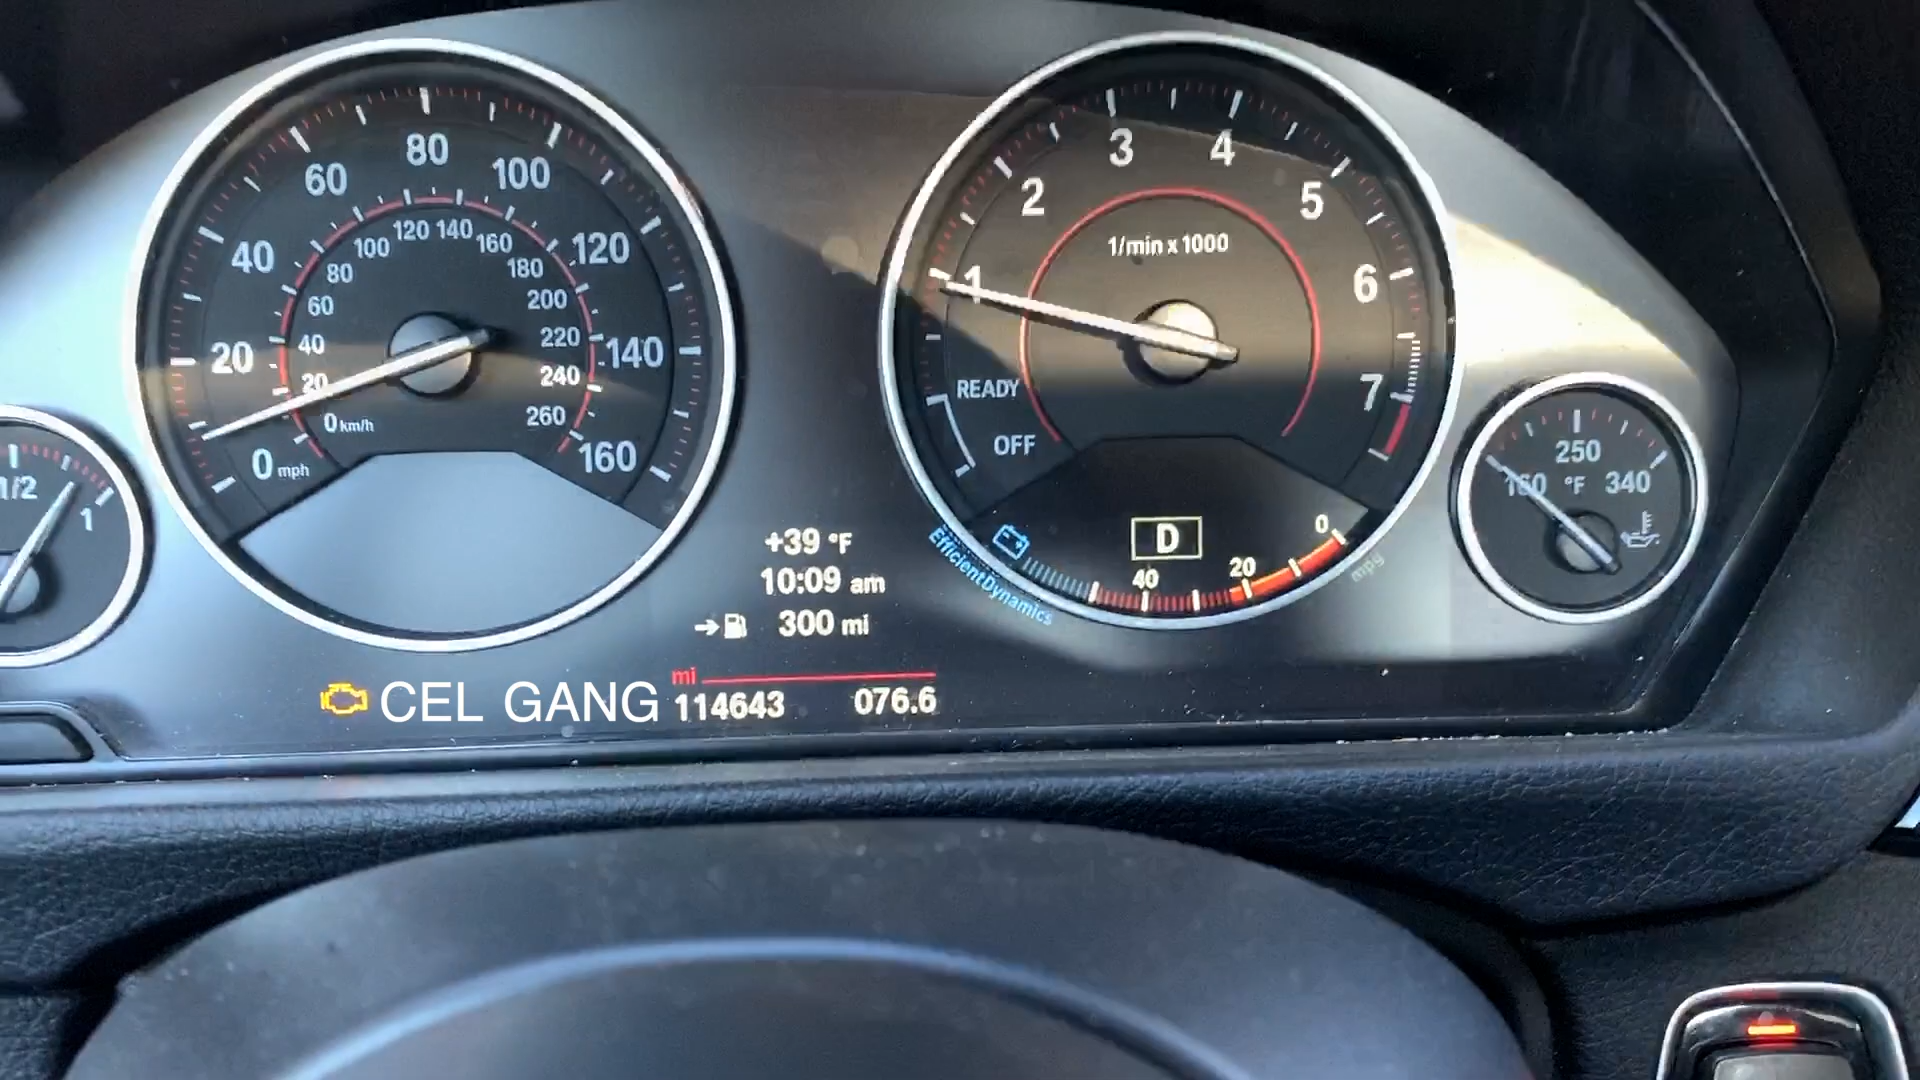 20
40
60
80
100
120
140
160
0 mph
0 km/h
20
40
60
80
100
120
140
160
180
200
220
240
260
1/2
1
1
2
3
4
5
6
7
1/min x 1000
READY
OFF
D
40
20
0
mpg
EfficientDynamics
250
°F
340
+39 °F
10:09 am
300 mi
mi
CEL GANG
114643 076.6